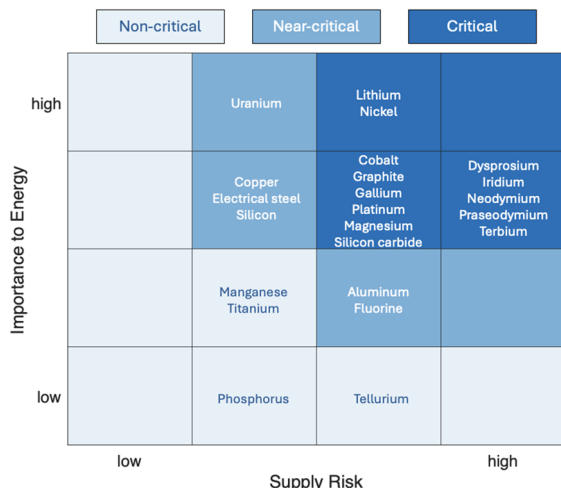 Non-critical
Near-critical
Critical
Importance to Energy
high
low
Uranium
Lithium
Nickel
Copper
Electrical steel
Silicon
Cobalt
Graphite
Gallium
Platinum
Magnesium
Silicon carbide
Dysprosium
Iridium
Neodymium
Praseodymium
Terbium
Manganese
Titanium
Aluminum
Fluorine
Phosphorus
Tellurium
low
high
Supply Risk